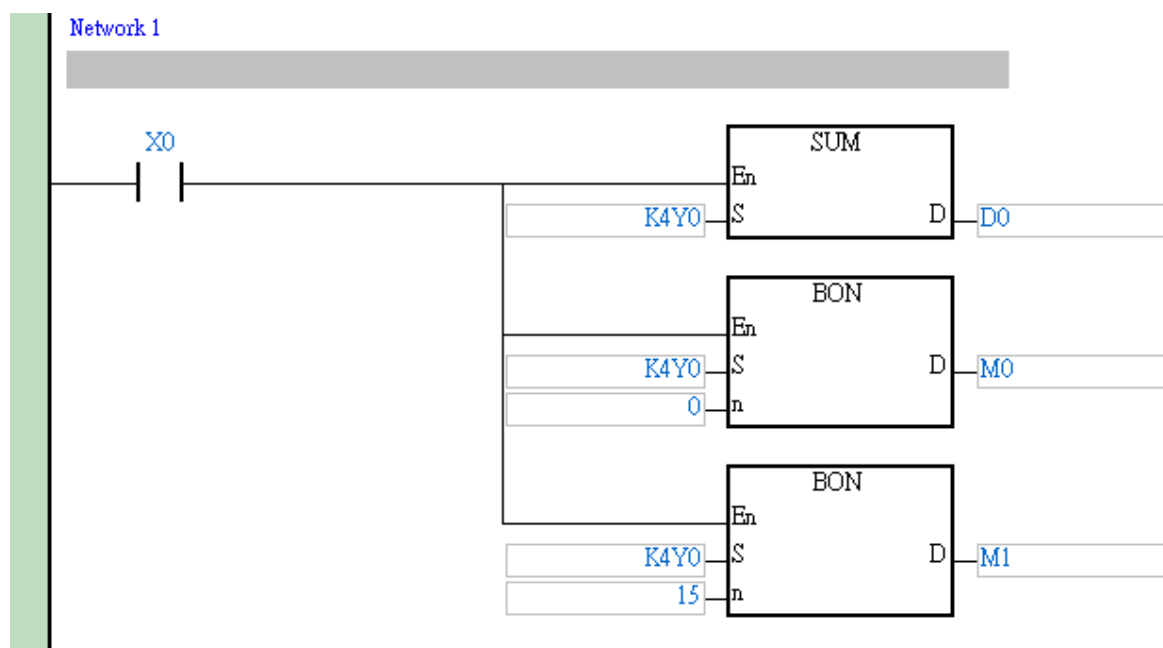 Network 1
X0
SUM
En
K4Y0 S D D0
BON
En
K4Y0 S D M0
0 n
BON
En
K4Y0 S D M1
15 n